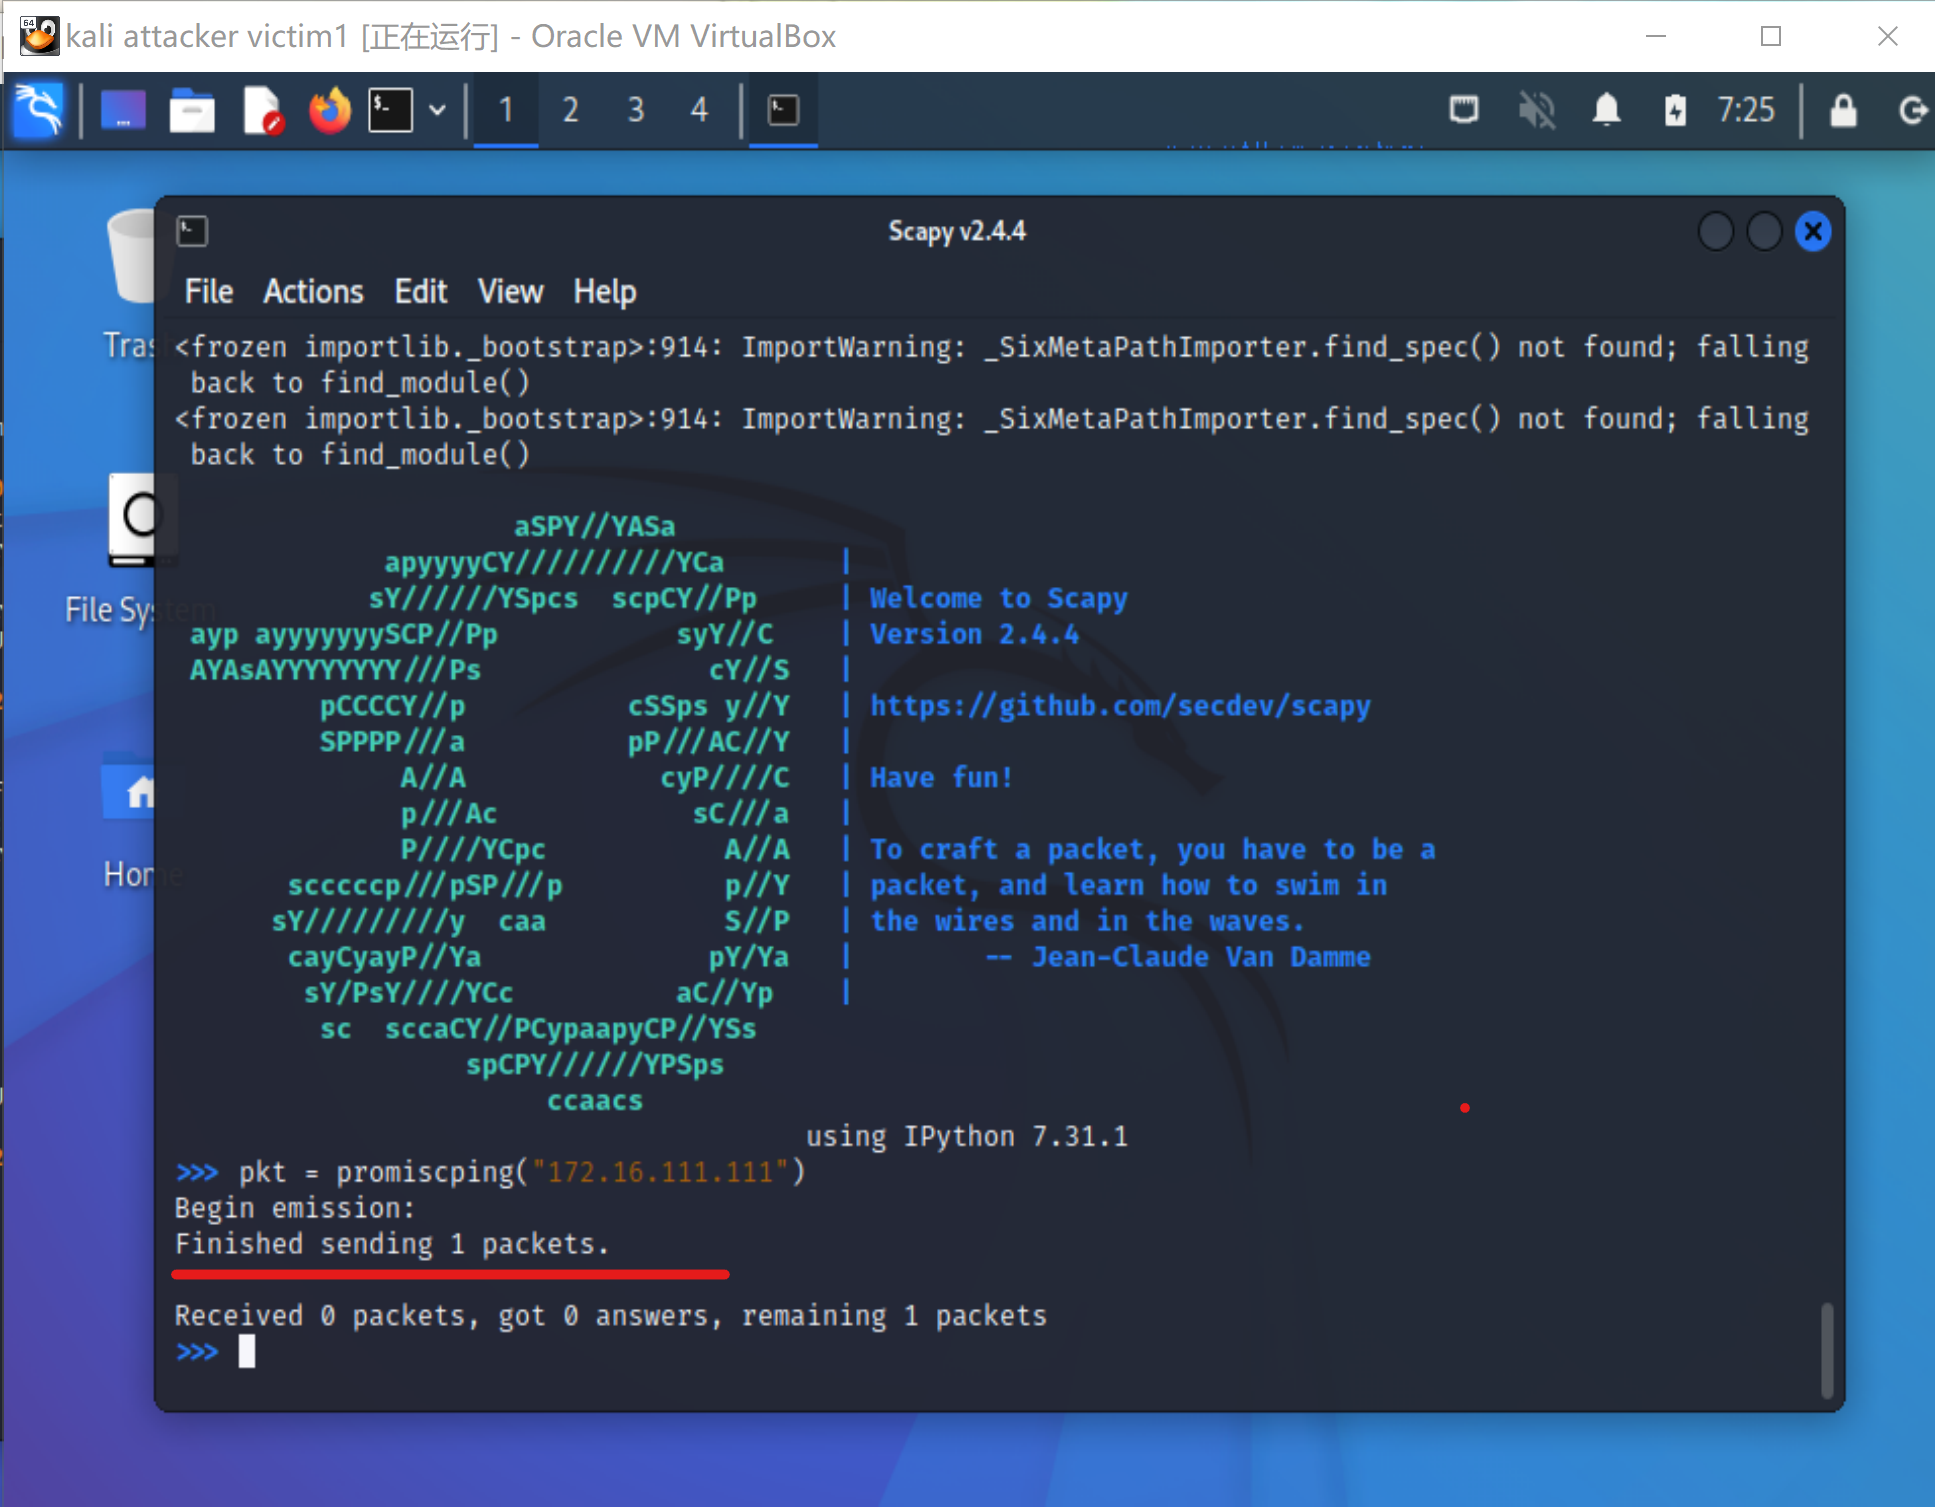 kali attacker victim1 [正在运行] - Oracle VM VirtualBox
1 2 3 4 7:25
Scapy v2.4.4
File Actions Edit View Help
<frozen importlib._bootstrap>:914: ImportWarning: _SixMetaPathImporter.find_spec() not found; falling
back to find_module()
<frozen importlib._bootstrap>:914: ImportWarning: _SixMetaPathImporter.find_spec() not found; falling
back to find_module()
aSPY//YASa
apyyyyCY//////////YCa |
sY//////YSpcs scpCY//Pp | Welcome to Scapy
ayp ayyyyyyySCP//Pp syY//C | Version 2.4.4
AYAsAYYYYYYYY///Ps cY//S |
pCCCCY//p cSSps y//Y | https://github.com/secdev/scapy
SPPPP///a pP///AC//Y |
A//A cyP////C | Have fun!
p///Ac sC///a |
P////YCpc A//A | To craft a packet, you have to be a
scccccp///pSP///p p//Y | packet, and learn how to swim in
sY/////////y caa S//P | the wires and in the waves.
cayCyayP//Ya pY/Ya | -- Jean-Claude Van Damme
sY/PsY////YCc aC//Yp |
sc sccaCY//PCypaapyCP//YSs
spCPY//////YPSps
ccaacs
using IPython 7.31.1
>>> pkt = promiscping("172.16.111.111")
Begin emission:
Finished sending 1 packets.
Received 0 packets, got 0 answers, remaining 1 packets
>>>
Tras
File System
Home